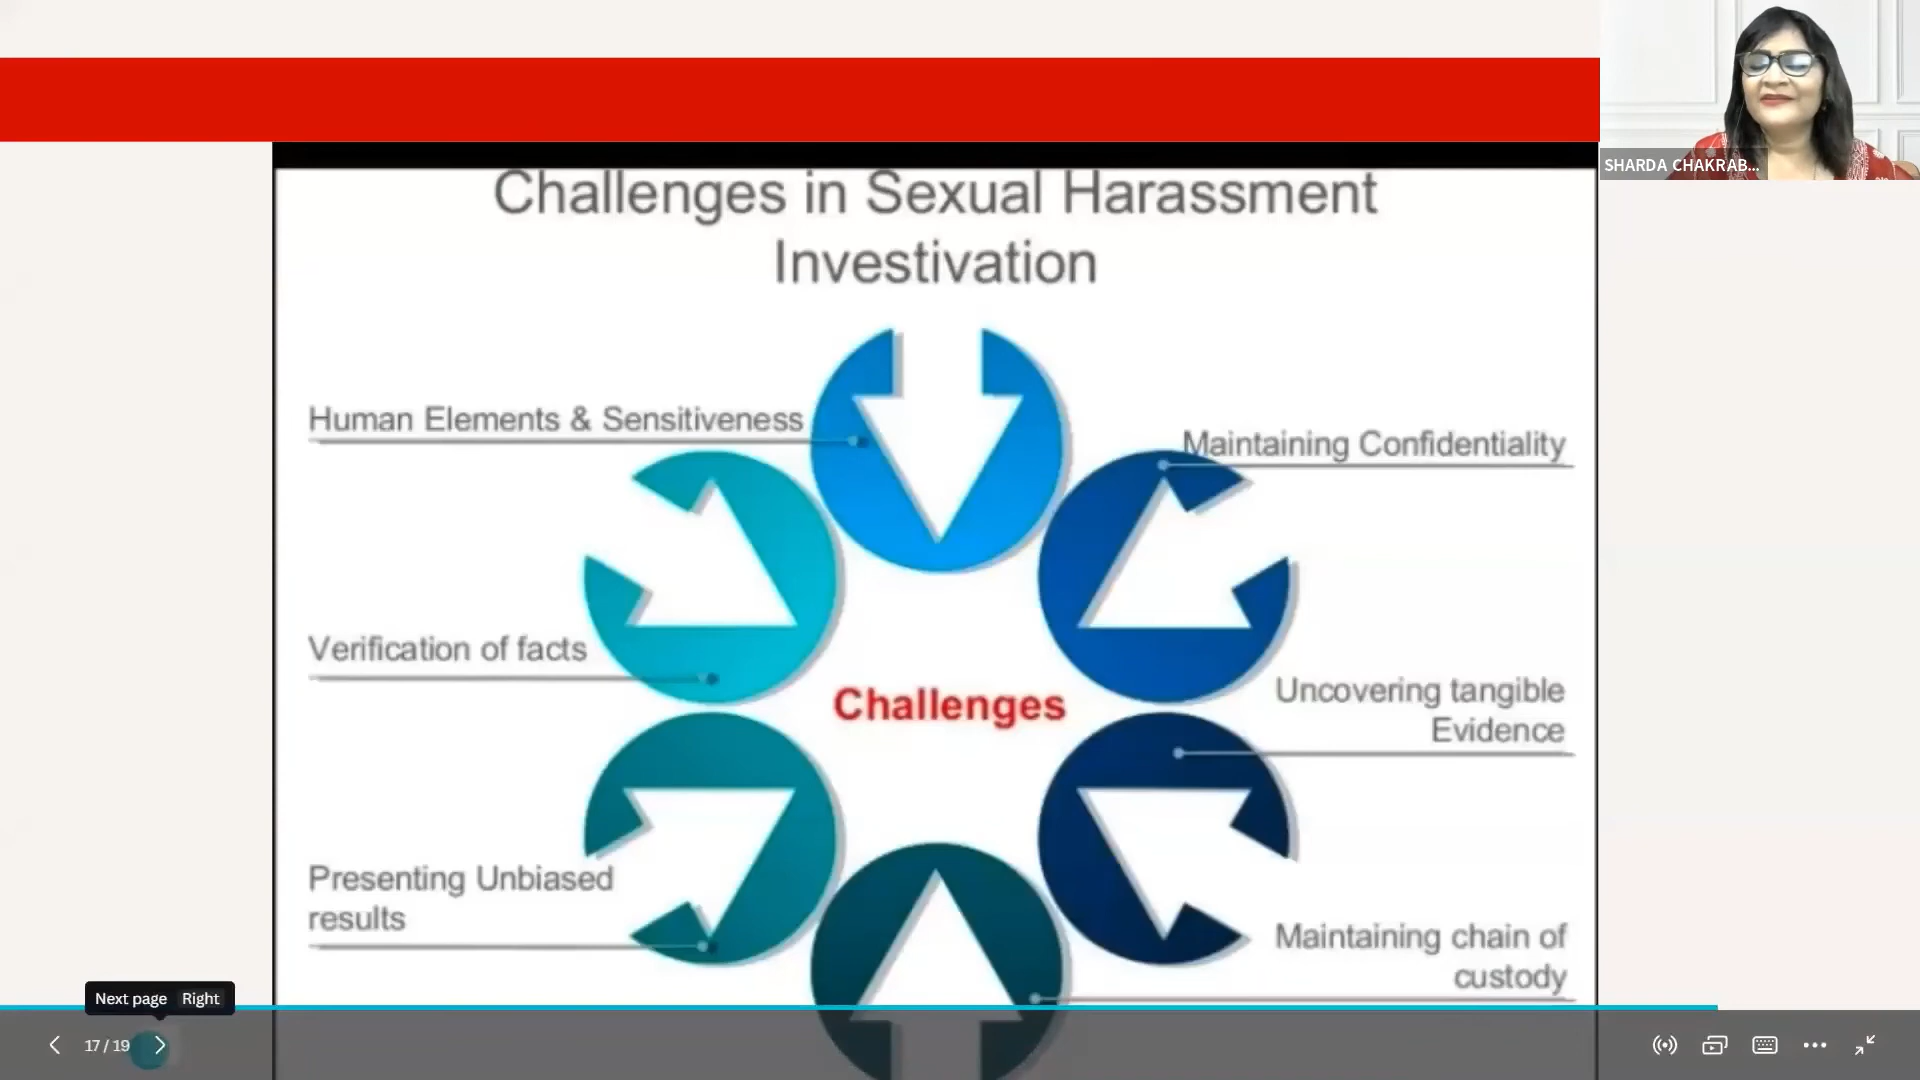 SHARDA CHAKRAB...
Challenges in Sexual Harassment
Investivation
Human Elements & Sensitiveness
Maintaining Confidentiality
Verification of facts
Uncovering tangible
Evidence
Challenges
Presenting Unbiased
results
Maintaining chain of
custody
Next page Right
17 / 19